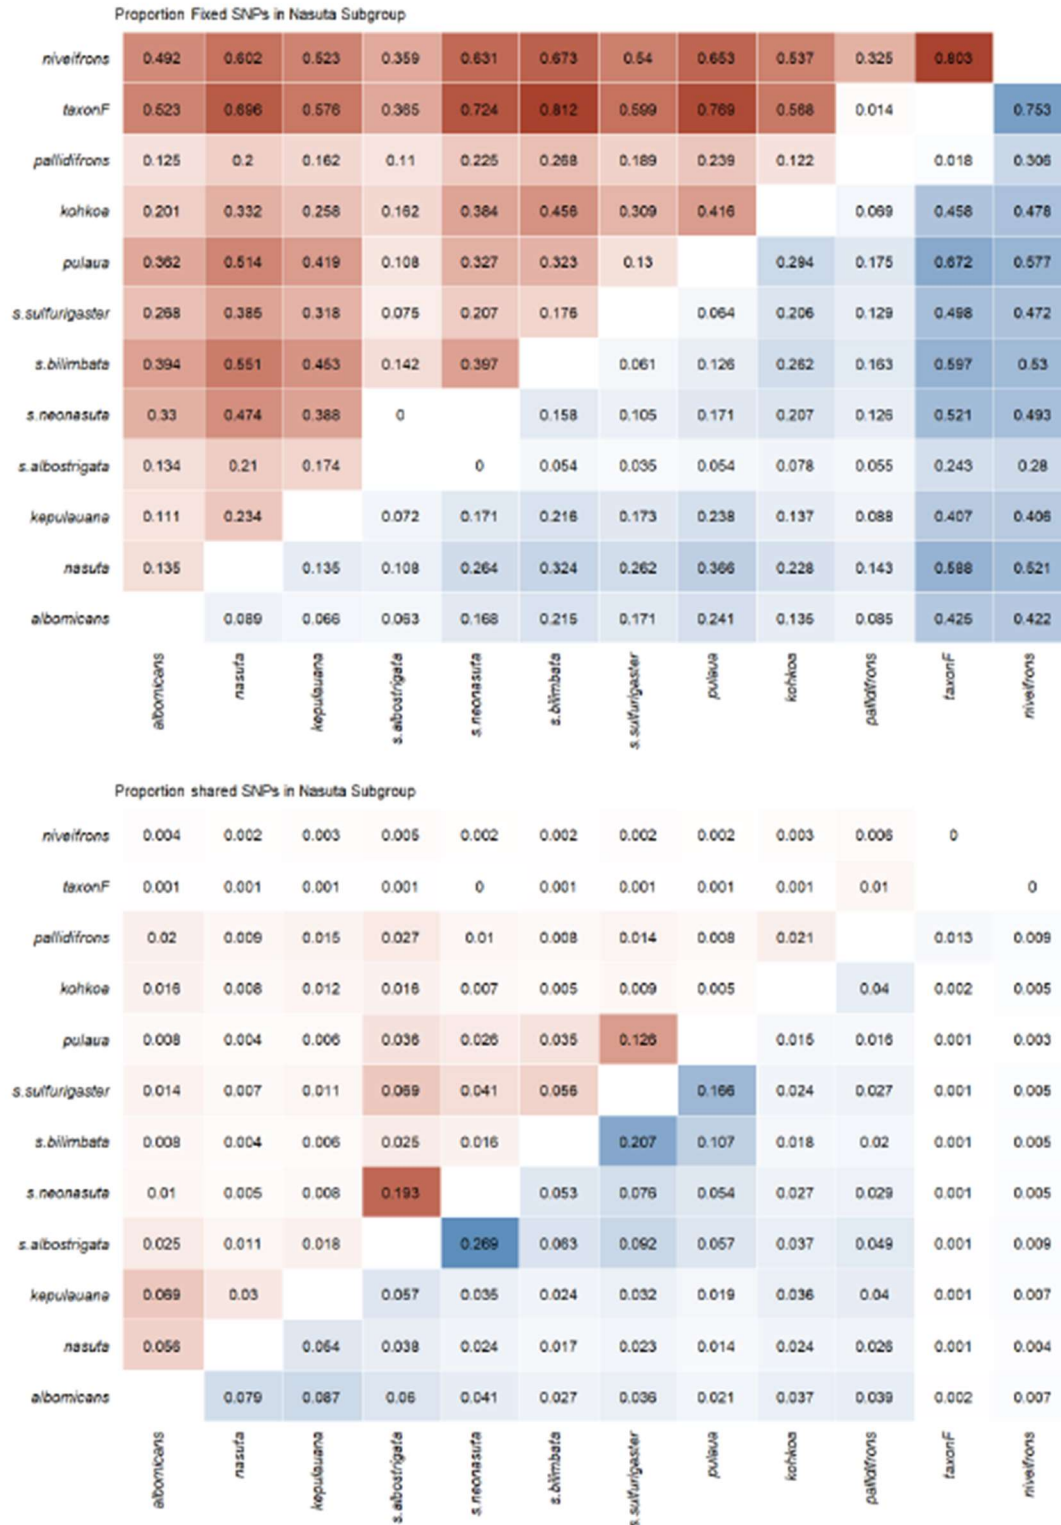 Proportion Fixed SNPs in Nasuta Subgroup
niveifrons 0.492 0.602 0.523 0.359 0.631 0.673 0.54 0.653 0.537 0.325 0.803
taxonF 0.523 0.696 0.576 0.365 0.724 0.812 0.599 0.769 0.568 0.014 0.753
pallidifrons 0.125 0.2 0.162 0.11 0.225 0.268 0.189 0.239 0.122 0.018 0.306
kohkoa 0.201 0.332 0.258 0.162 0.384 0.456 0.309 0.416 0.069 0.458 0.478
pulaua 0.362 0.514 0.419 0.108 0.327 0.323 0.13 0.294 0.175 0.672 0.577
s.sulfurigaster 0.268 0.385 0.318 0.075 0.207 0.176 0.064 0.206 0.129 0.498 0.472
s.bilimbata 0.394 0.551 0.453 0.142 0.397 0.061 0.126 0.262 0.163 0.597 0.53
s.neonasuta 0.33 0.474 0.388 0 0.158 0.105 0.171 0.207 0.126 0.521 0.493
s.albostrigata 0.134 0.21 0.174 0 0.054 0.035 0.054 0.078 0.055 0.243 0.28
kepulauana 0.111 0.234 0.072 0.171 0.216 0.173 0.238 0.137 0.088 0.407 0.406
nasuta 0.135 0.135 0.108 0.264 0.324 0.262 0.366 0.228 0.143 0.588 0.521
albomicans 0.089 0.066 0.063 0.168 0.215 0.171 0.241 0.135 0.085 0.425 0.422
albomicans nasuta kepulauana s.albostrigata s.neonasuta s.bilimbata s.sulfurigaster pulaua kohkoa pallidifrons taxonF niveifrons
Proportion shared SNPs in Nasuta Subgroup
niveifrons 0.004 0.002 0.003 0.005 0.002 0.002 0.002 0.002 0.003 0.006 0
taxonF 0.001 0.001 0.001 0.001 0 0.001 0.001 0.001 0.001 0.01 0
pallidifrons 0.02 0.009 0.015 0.027 0.01 0.008 0.014 0.008 0.021 0.013 0.009
kohkoa 0.016 0.008 0.012 0.016 0.007 0.005 0.009 0.005 0.04 0.002 0.005
pulaua 0.008 0.004 0.006 0.036 0.026 0.035 0.126 0.015 0.016 0.001 0.003
s.sulfurigaster 0.014 0.007 0.011 0.069 0.041 0.056 0.166 0.024 0.027 0.001 0.005
s.bilimbata 0.008 0.004 0.006 0.025 0.016 0.207 0.107 0.018 0.02 0.001 0.005
s.neonasuta 0.01 0.005 0.008 0.193 0.053 0.076 0.054 0.027 0.029 0.001 0.005
s.albostrigata 0.025 0.011 0.018 0.269 0.063 0.092 0.057 0.037 0.049 0.001 0.009
kepulauana 0.069 0.03 0.057 0.035 0.024 0.032 0.019 0.036 0.04 0.001 0.007
nasuta 0.056 0.054 0.038 0.024 0.017 0.023 0.014 0.024 0.026 0.001 0.004
albomicans 0.079 0.087 0.06 0.041 0.027 0.036 0.021 0.037 0.039 0.002 0.007
albomicans nasuta kepulauana s.albostrigata s.neonasuta s.bilimbata s.sulfurigaster pulaua kohkoa pallidifrons taxonF niveifrons